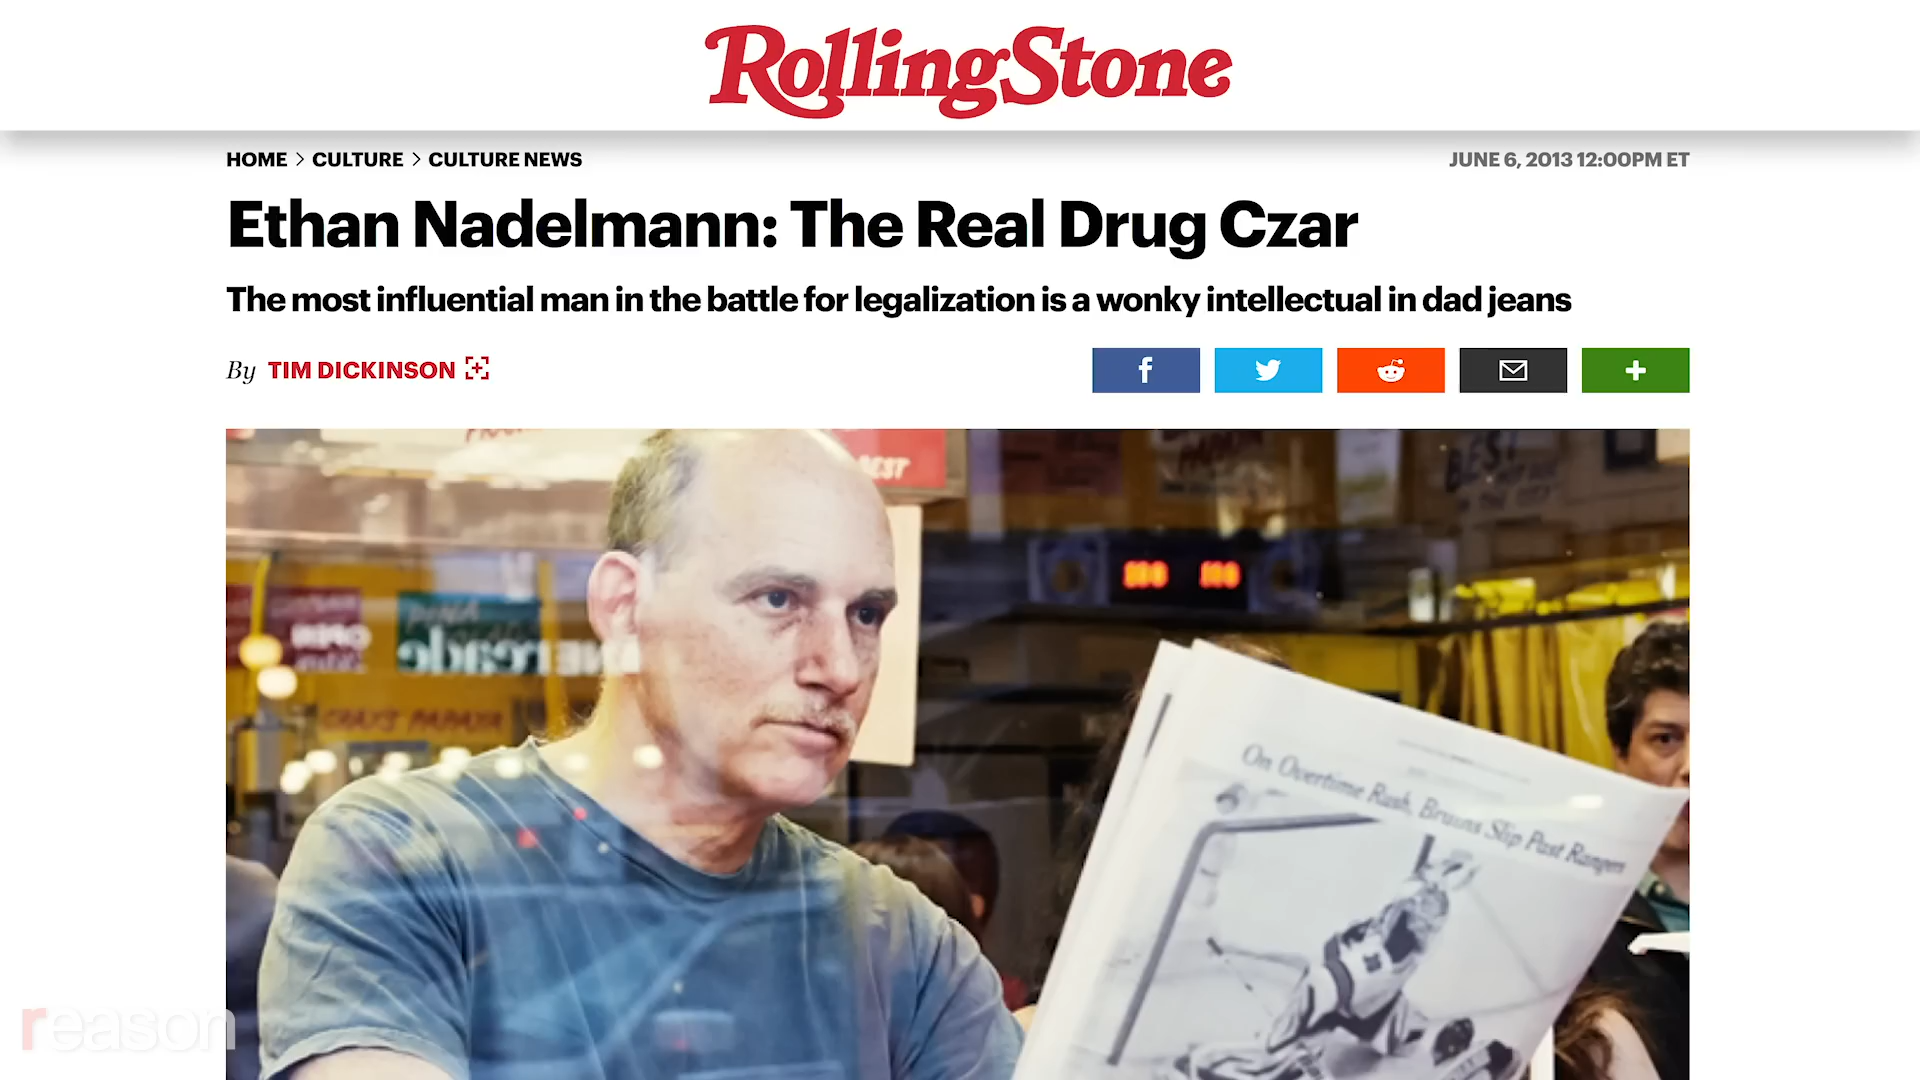 RollingStone
HOME > CULTURE > CULTURE NEWS
JUNE 6, 2013 12:00PM ET
Ethan Nadelmann: The Real Drug Czar
The most influential man in the battle for legalization is a wonky intellectual in dad jeans
By TIM DICKINSON
BEST
On Overtime Rush, Bruins Slip Past Rangers
reason